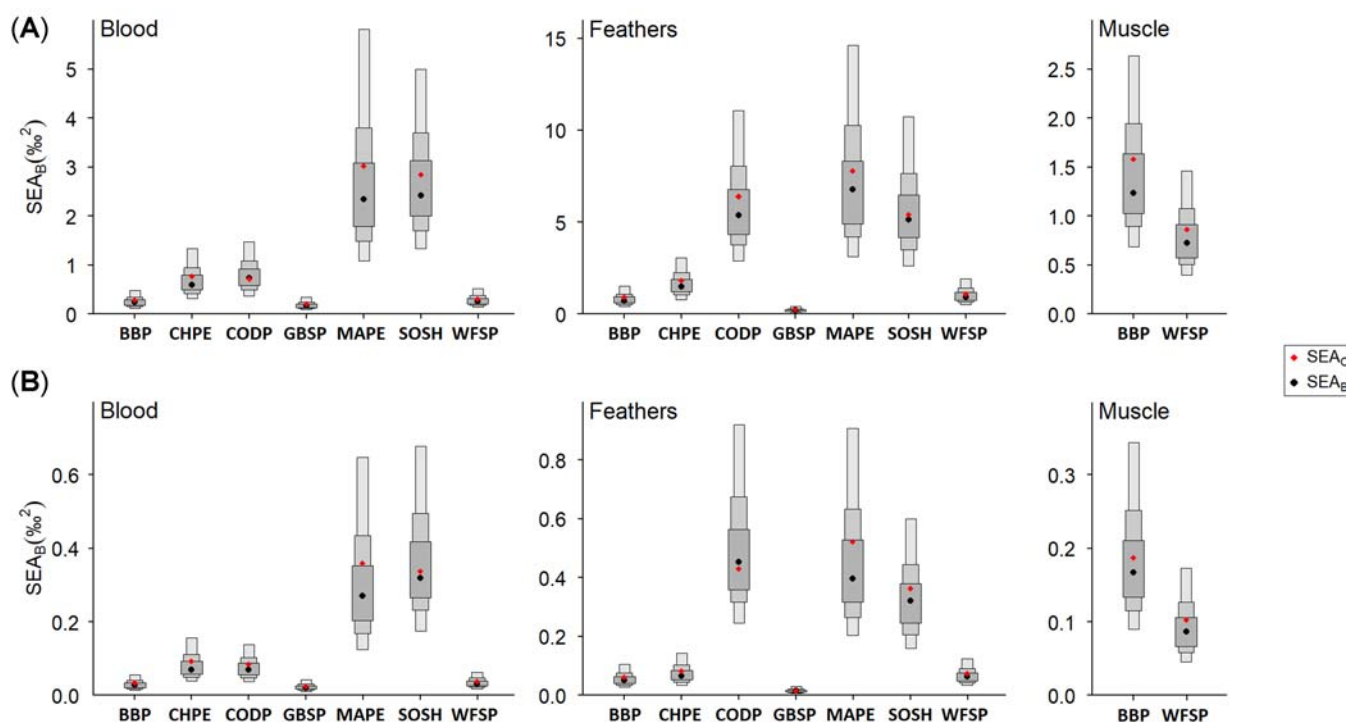 (A)
Blood
SEA_B(‰²)
5
4
3
2
1
0
BBP CHPE CODP GBSP MAPE SOSH WFSP
Feathers
15
10
5
0
BBP CHPE CODP GBSP MAPE SOSH WFSP
Muscle
2.5
2.0
1.5
1.0
0.5
0.0
BBP WFSP
SEA_C
SEA_B
(B)
Blood
SEA_B(‰²)
0.6
0.4
0.2
0.0
BBP CHPE CODP GBSP MAPE SOSH WFSP
Feathers
0.8
0.6
0.4
0.2
0.0
BBP CHPE CODP GBSP MAPE SOSH WFSP
Muscle
0.3
0.2
0.1
0.0
BBP WFSP